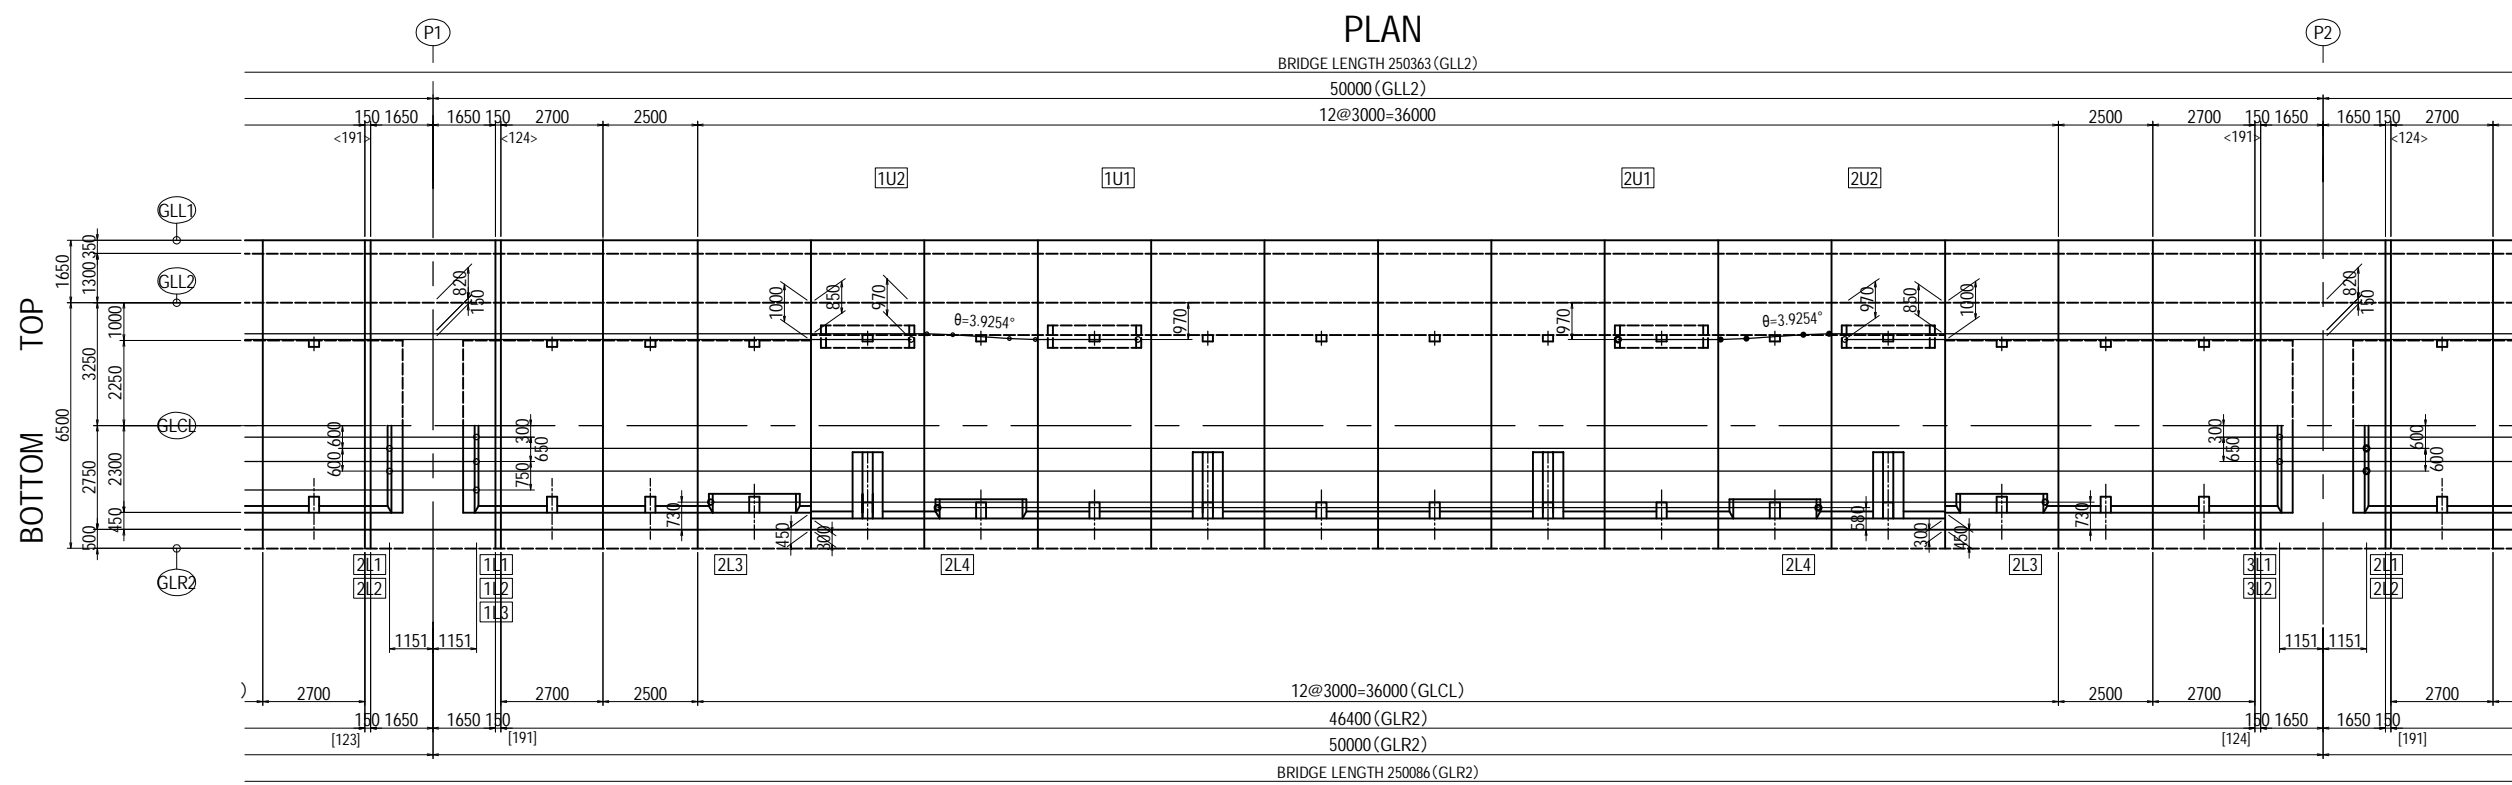 PLAN
P1
P2
BRIDGE LENGTH 250363(GLL2)
50000(GLL2)
150 1650 1650 150 2700 2500 12@3000=36000 2500 2700 150 1650 1650 150 2700
<191> <124> <191> <124>
1U2 1U1 2U1 2U2
GLL1
GLL2
GLCL
GLR2
TOP
BOTTOM
1650
6500
350
1300
3250
2750
500
1000
2250
2300
450
820
150
1000
850
970
θ=3.9254°
970
970
θ=3.9254°
970
850
1000
820
150
600
600
300
650
750
730
450
300
580
300
450
730
300
650
600
600
2L1 1L1 2L3 2L4 2L4 2L3 3L1 2L1
2L2 1L2 3L2 2L2
1L3
1151 1151 1151 1151
) 2700 2700 2500 12@3000=36000(GLCL) 2500 2700 2700
150 1650 1650 150 46400(GLR2) 150 1650 1650 150
[123] [191] [124] [191]
50000(GLR2)
BRIDGE LENGTH 250086(GLR2)